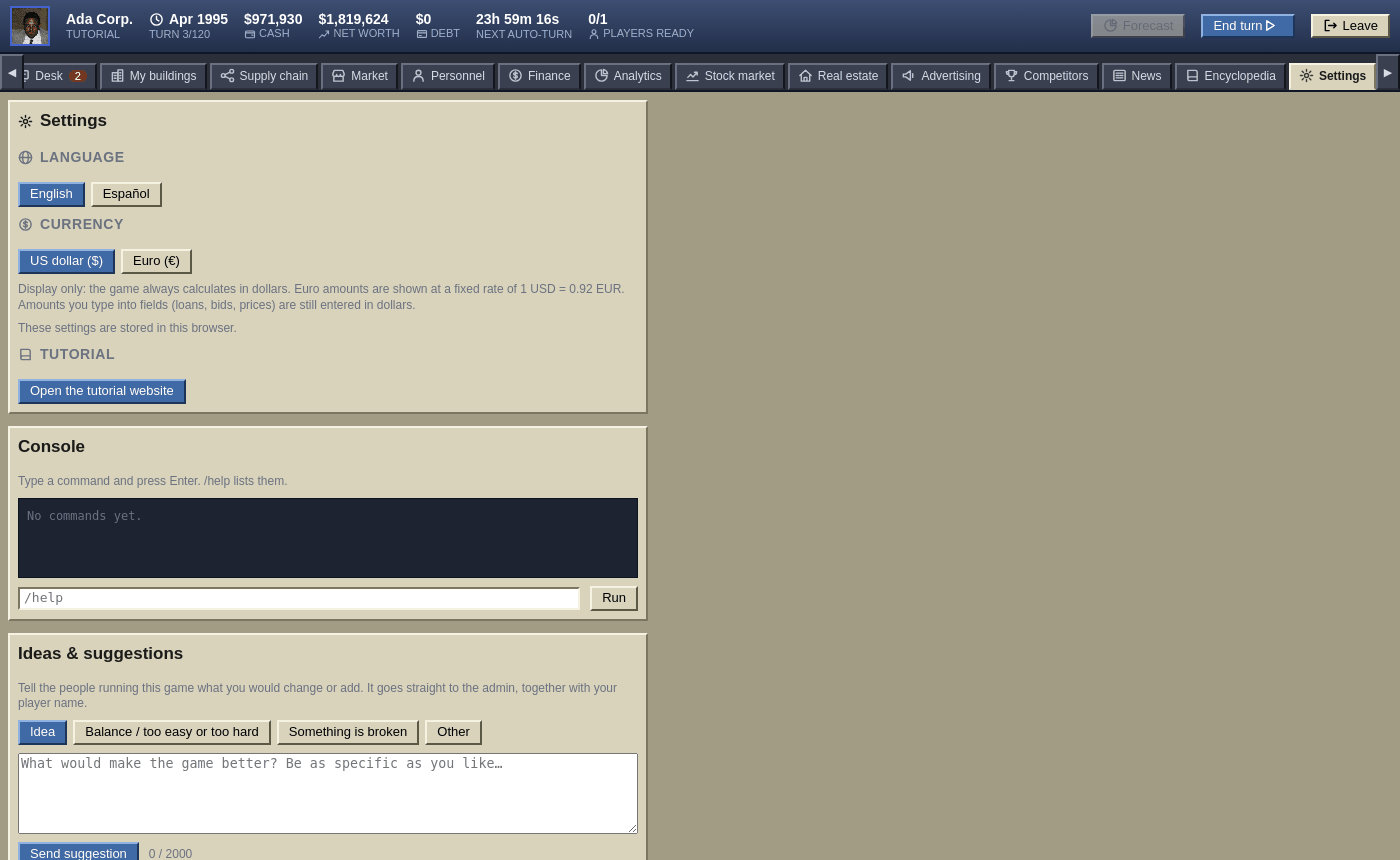 Ada Corp.
TUTORIAL
Apr 1995
TURN 3/120
$971,930
CASH
$1,819,624
NET WORTH
$0
DEBT
23h 59m 16s
NEXT AUTO-TURN
0/1
PLAYERS READY
Forecast
End turn
Leave
Desk 2
My buildings
Supply chain
Market
Personnel
Finance
Analytics
Stock market
Real estate
Advertising
Competitors
News
Encyclopedia
Settings
Settings
LANGUAGE
English
Español
CURRENCY
US dollar ($)
Euro (€)
Display only: the game always calculates in dollars. Euro amounts are shown at a fixed rate of 1 USD = 0.92 EUR.
Amounts you type into fields (loans, bids, prices) are still entered in dollars.
These settings are stored in this browser.
TUTORIAL
Open the tutorial website
Console
Type a command and press Enter. /help lists them.
No commands yet.
/help
Run
Ideas & suggestions
Tell the people running this game what you would change or add. It goes straight to the admin, together with your
player name.
Idea
Balance / too easy or too hard
Something is broken
Other
What would make the game better? Be as specific as you like…
Send suggestion
0 / 2000